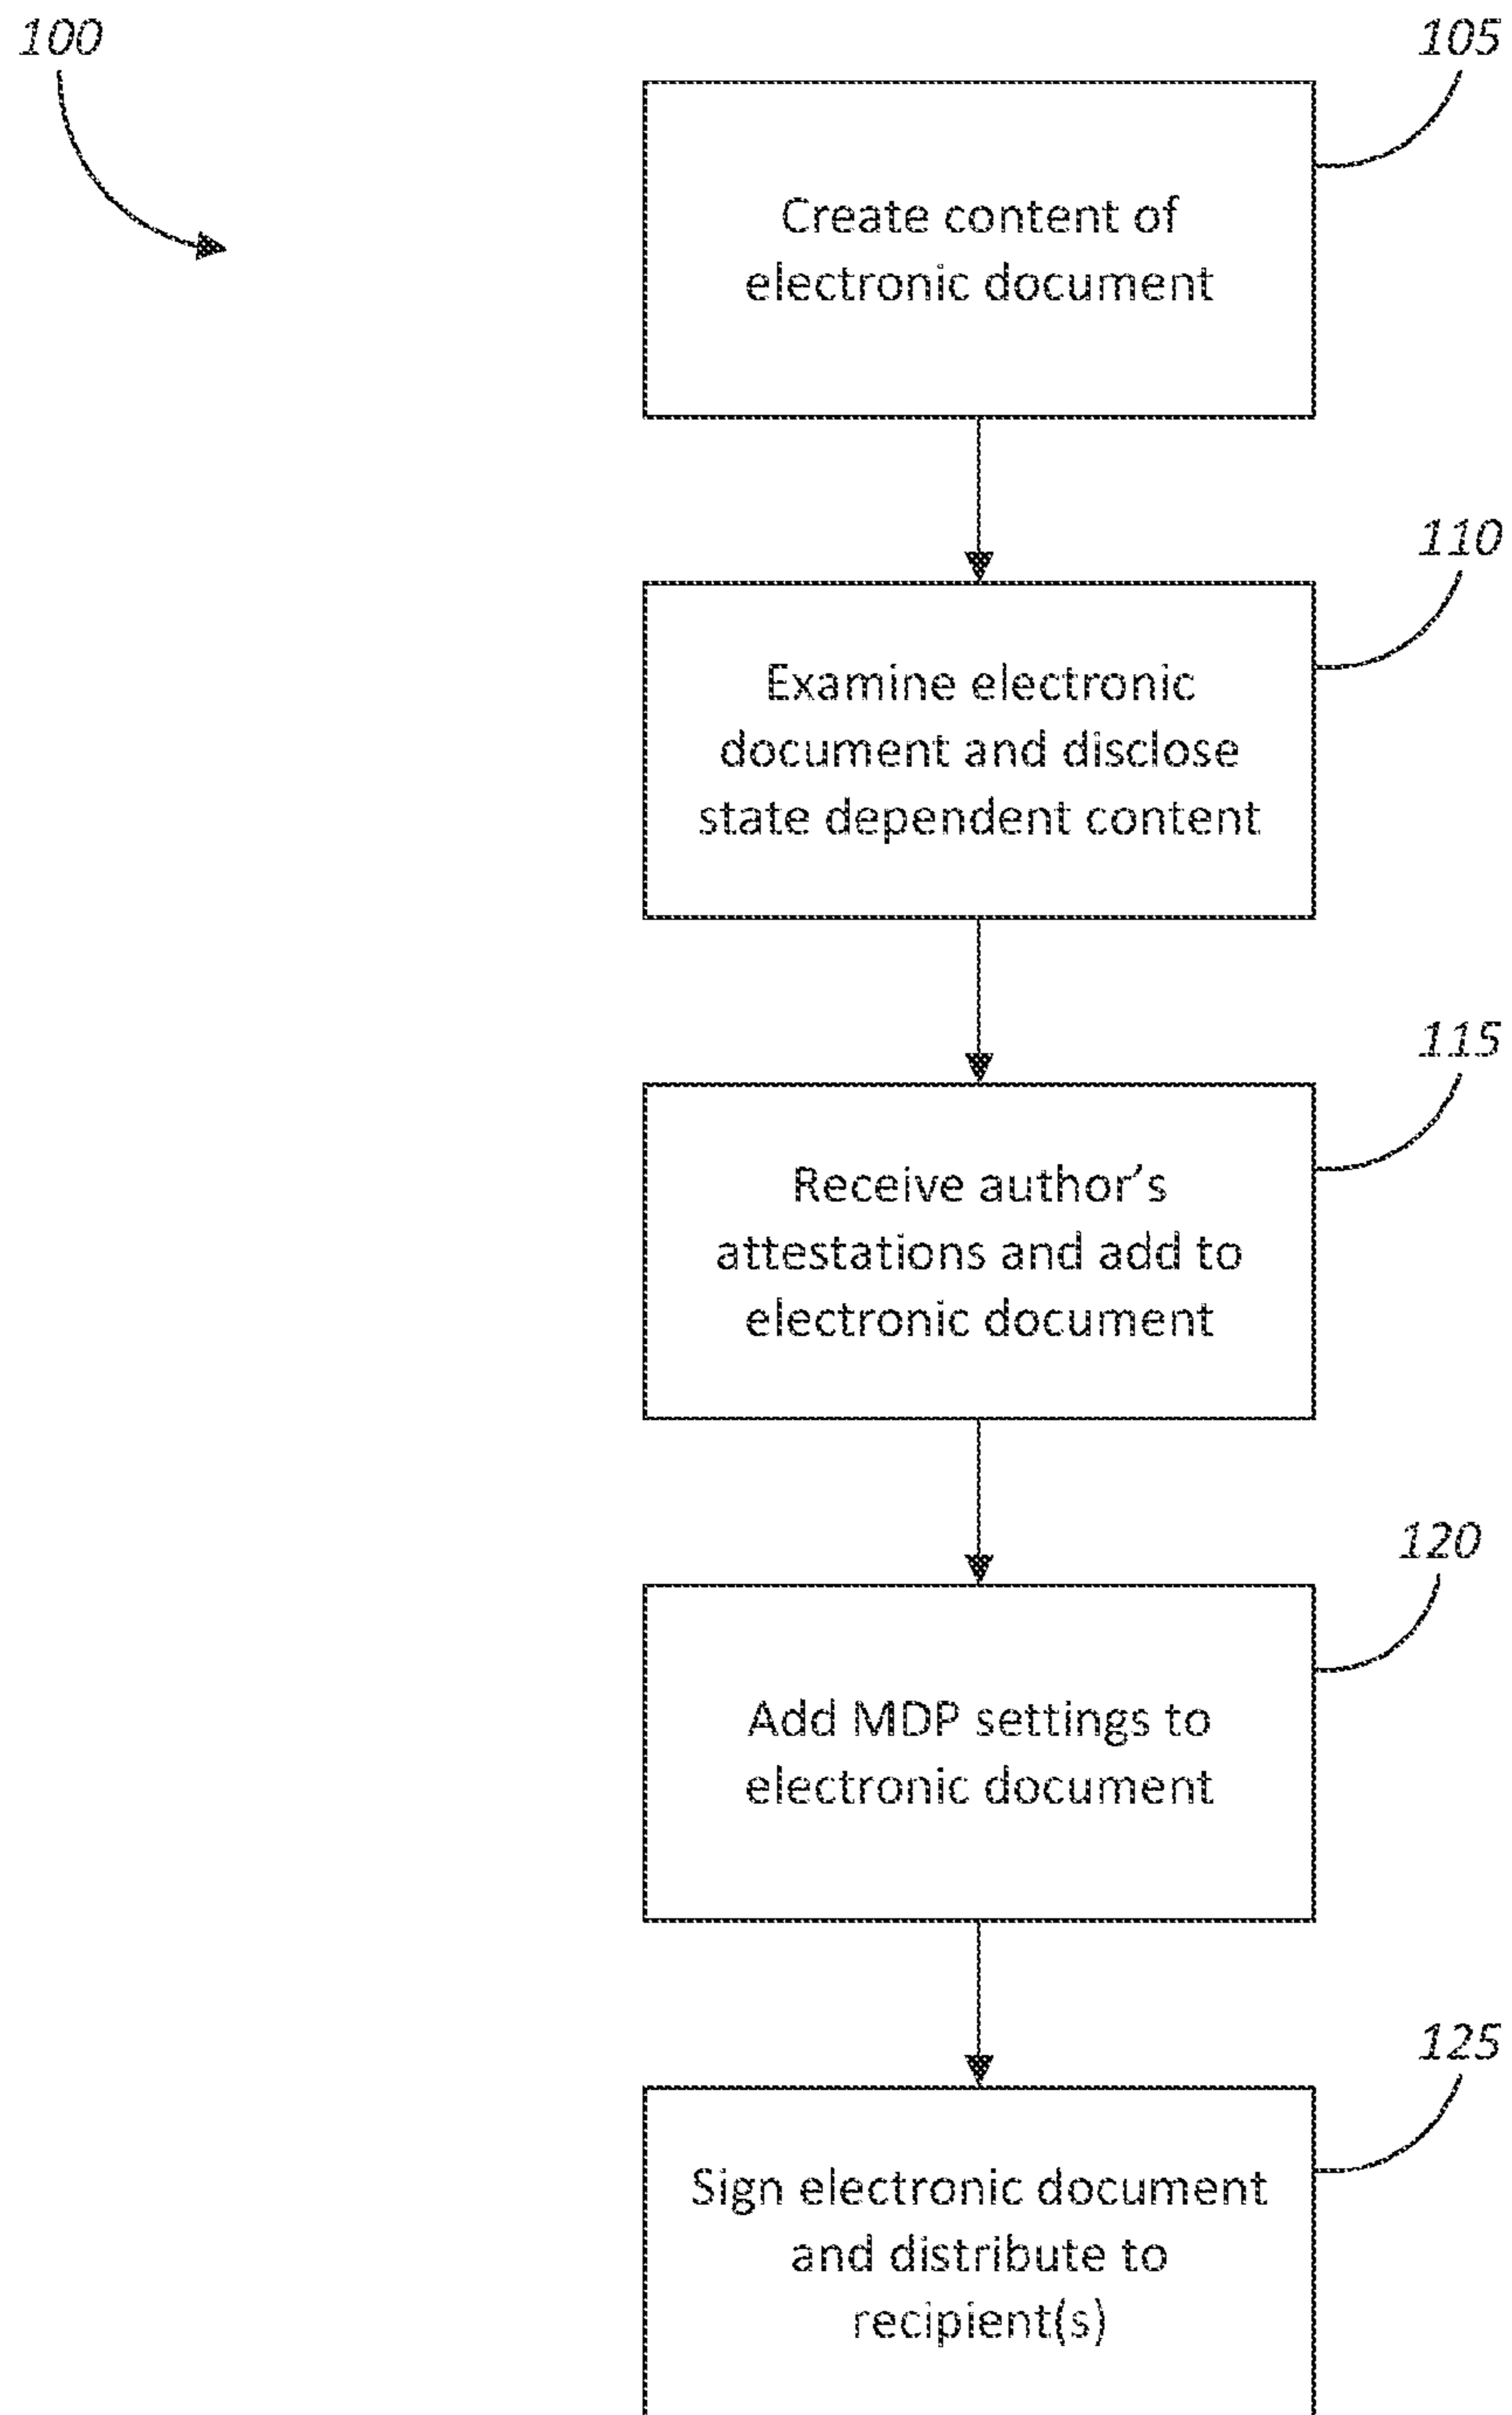 100
105
Create content of
electronic document
110
Examine electronic
document and disclose
state dependent content
115
Receive author's
attestations and add to
electronic document
120
Add MDP settings to
electronic document
125
Sign electronic document
and distribute to
recipient(s)